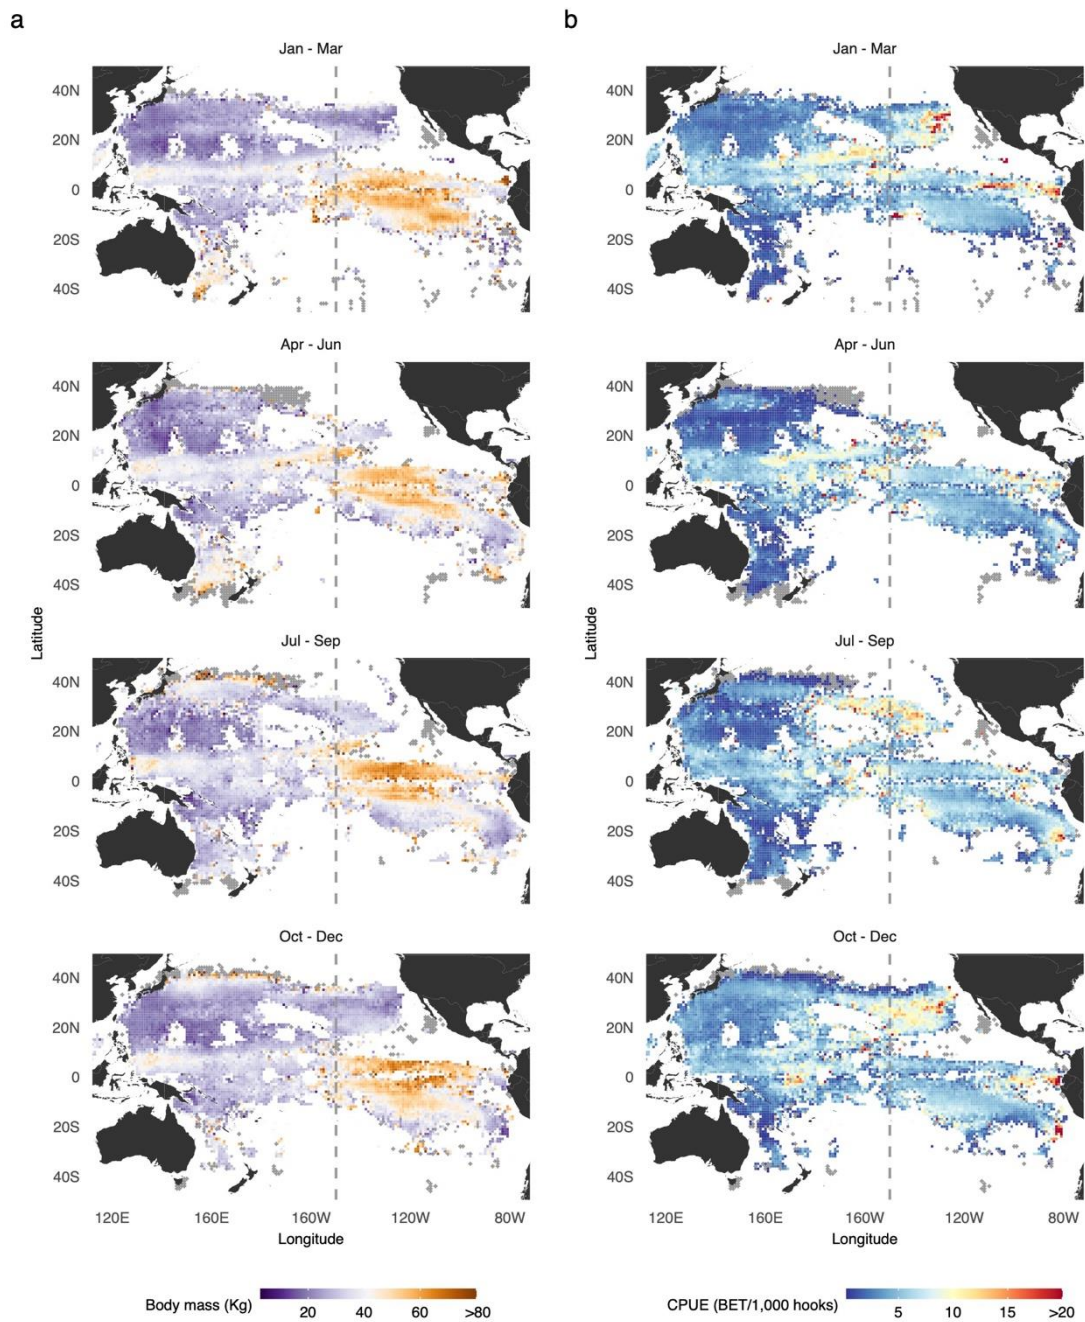 a
b
Jan - Mar
Jan - Mar
40N
20N
0
20S
40S
40N
20N
0
20S
40S
Apr - Jun
Apr - Jun
40N
20N
0
20S
40S
40N
20N
0
20S
40S
Latitude
Latitude
Jul - Sep
Jul - Sep
40N
20N
0
20S
40S
40N
20N
0
20S
40S
Oct - Dec
Oct - Dec
40N
20N
0
20S
40S
40N
20N
0
20S
40S
120E 160E 160W 120W 80W
120E 160E 160W 120W 80W
Longitude
Longitude
Body mass (Kg)
20 40 60 >80
CPUE (BET/1,000 hooks)
5 10 15 >20